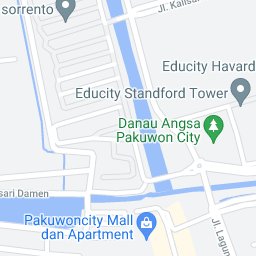 Jl. Kalisar
sorrento
Educity Havard
Educity Standford Tower
Danau Angsa
Pakuwon City
sari Damen
Pakuwoncity Mall
dan Apartment
Jl. Lagun